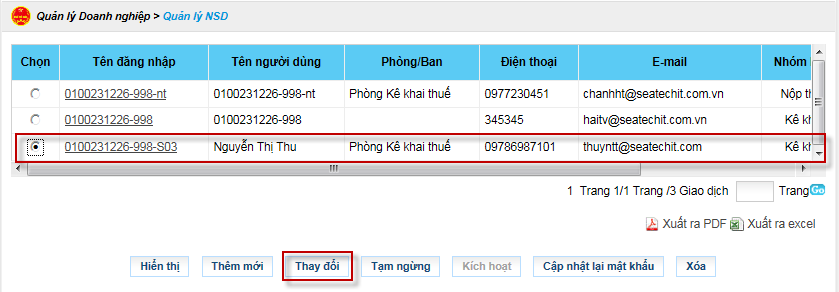 Quản lý Doanh nghiệp > Quản lý NSD
Chọn Tên đăng nhập Tên người dùng Phòng/Ban Điện thoại E-mail Nhóm
0100231226-998-nt 0100231226-998-nt Phòng Kê khai thuế 0977230451 chanhht@seatechit.com.vn Nộp th
0100231226-998 0100231226-998 345345 haitv@seatechit.com.vn Kê kh
0100231226-998-S03 Nguyễn Thị Thu Phòng Kê khai thuế 09786987101 thuyntt@seatechit.com Kê kh
1 Trang 1/1 Trang /3 Giao dịch Trang Go
Xuất ra PDF Xuất ra excel
Hiển thị Thêm mới Thay đổi Tạm ngừng Kích hoạt Cập nhật lại mật khẩu Xóa